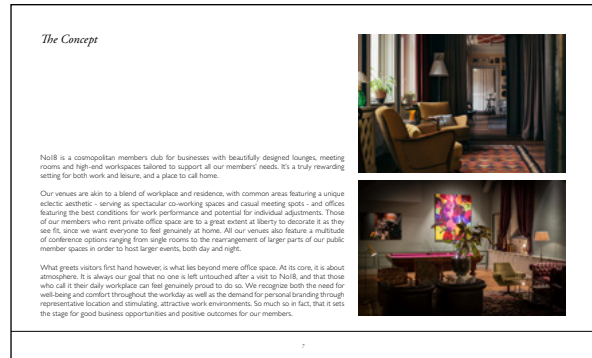 The Concept
No18 is a cosmopolitan members club for businesses with beautifully designed lounges, meeting
rooms and high-end workspaces tailored to support all our members' needs. It's a truly rewarding
setting for both work and leisure, and a place to call home.
Our venues are akin to a blend of workplace and residence, with common areas featuring a unique
eclectic aesthetic - serving as spectacular co-working spaces and casual meeting spots - and offices
featuring the best conditions for work performance and potential for individual adjustments. Those
of our members who rent private office space are to a great extent at liberty to decorate it as they
see fit, since we want everyone to feel genuinely at home. All our venues also feature a multitude
of conference options ranging from single rooms to the rearrangement of larger parts of our public
member spaces in order to host larger events, both day and night.
What greets visitors first hand however, is what lies beyond mere office space. At its core, it is about
atmosphere. It is always our goal that no one is left untouched after a visit to No18, and that those
who call it their daily workplace can feel genuinely proud to do so. We recognize both the need for
well-being and comfort throughout the workday as well as the demand for personal branding through
representative location and stimulating, attractive work environments. So much so in fact, that it sets
the stage for good business opportunities and positive outcomes for our members.
7